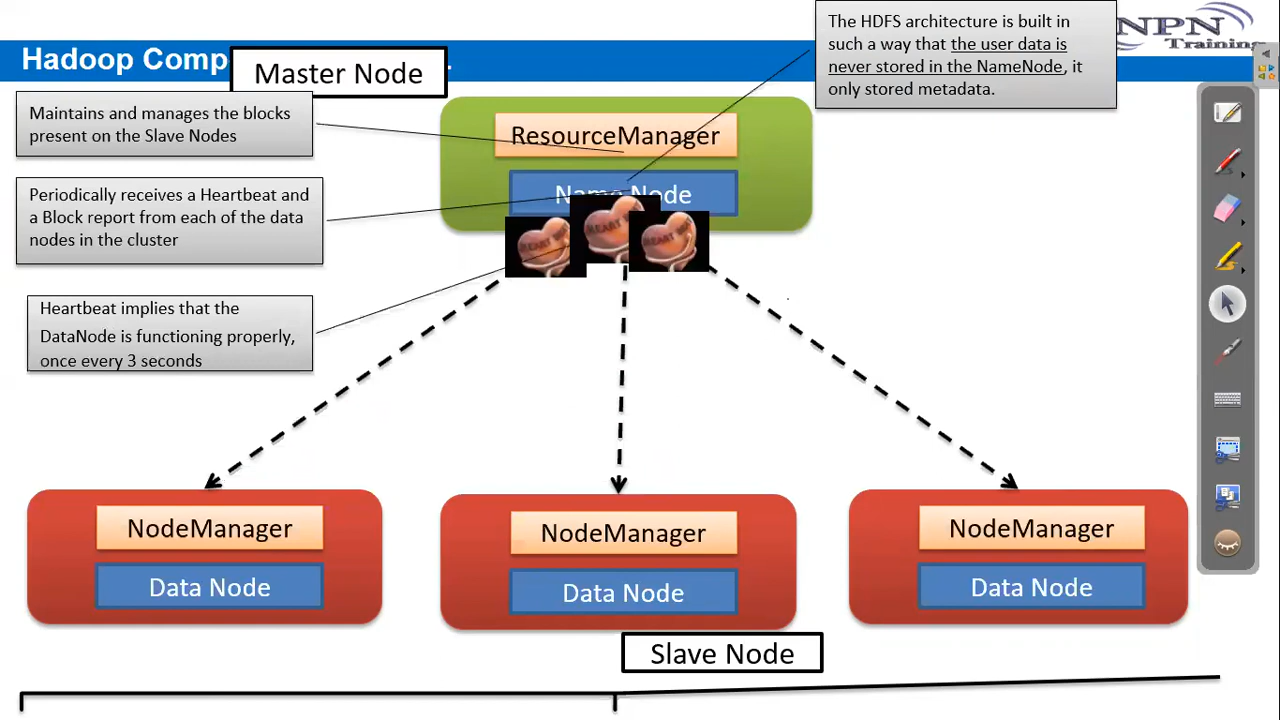 Hadoop Comp
Master Node
The HDFS architecture is built in
such a way that the user data is
never stored in the NameNode, it
only stored metadata.
NPN
Training
Maintains and manages the blocks
present on the Slave Nodes
ResourceManager
Periodically receives a Heartbeat and
a Block report from each of the data
nodes in the cluster
Name Node
HEART BEAT
Heartbeat implies that the
DataNode is functioning properly,
once every 3 seconds
NodeManager
Data Node
NodeManager
Data Node
NodeManager
Data Node
Slave Node